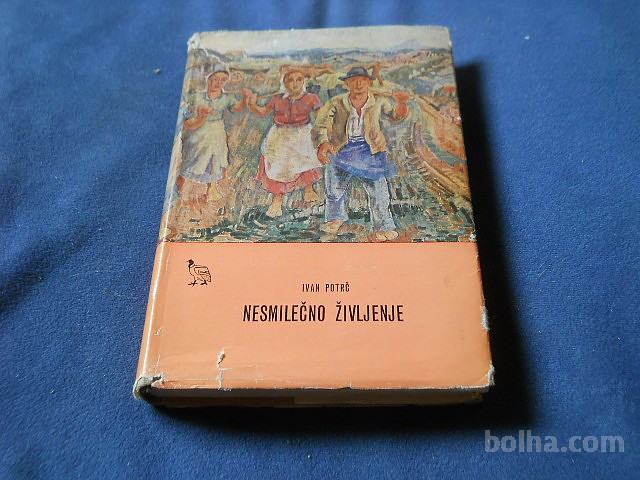 IVAN POTRČ
NESMILEČNO ŽIVLJENJE
bolha.com